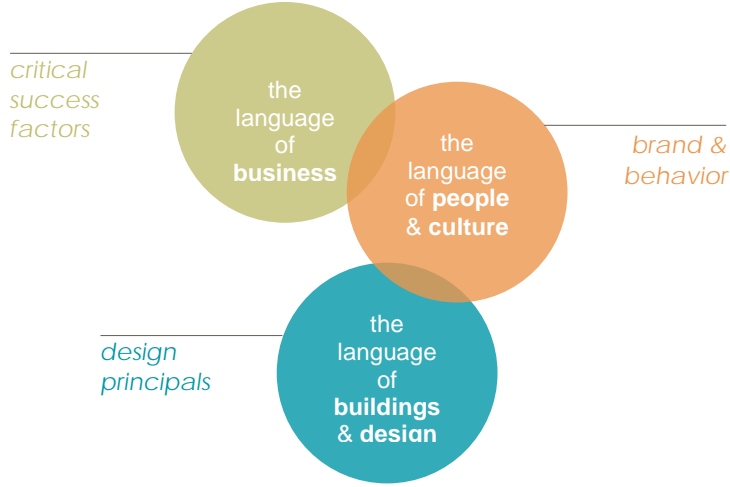 critical
success
factors
the
language
of
business
the
language
of people
& culture
brand &
behavior
design
principals
the
language
of
buildings
& design